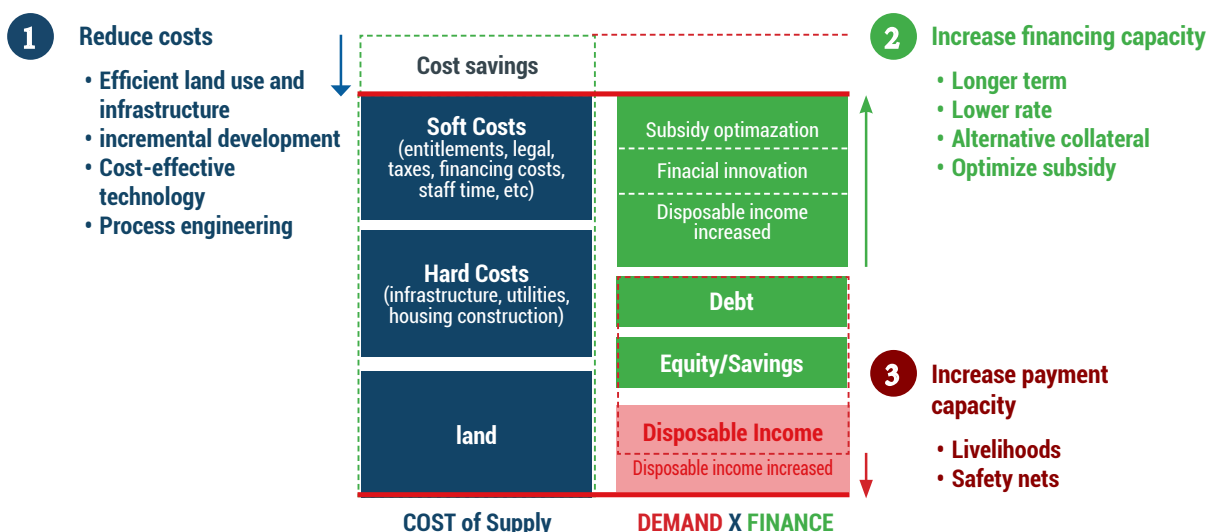 1
Reduce costs
• Efficient land use and
infrastructure
• incremental development
• Cost-effective
technology
• Process engineering
Cost savings
Soft Costs
(entitlements, legal,
taxes, financing costs,
staff time, etc)
Hard Costs
(infrastructure, utilities,
housing construction)
land
COST of Supply
Subsidy optimazation
Finacial innovation
Disposable income
increased
Debt
Equity/Savings
Disposable Income
Disposable income increased
DEMAND X FINANCE
2
Increase financing capacity
• Longer term
• Lower rate
• Alternative collateral
• Optimize subsidy
3
Increase payment
capacity
• Livelihoods
• Safety nets